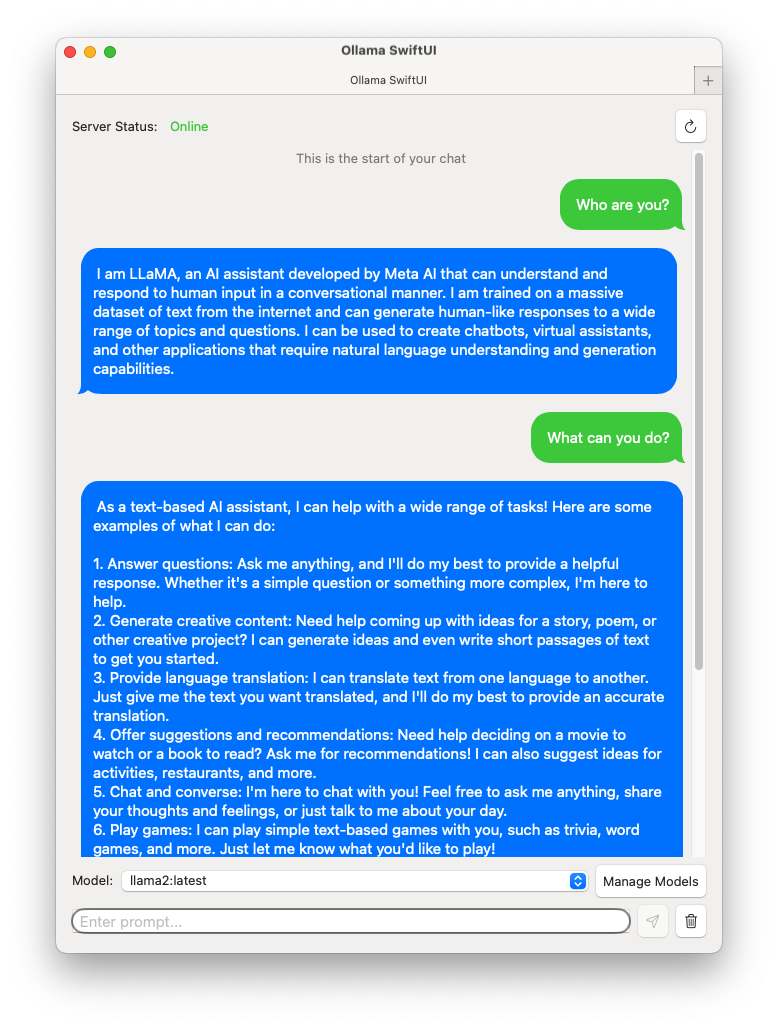 Ollama SwiftUI
Ollama SwiftUI
+
Server Status: Online
This is the start of your chat
Who are you?
I am LLaMA, an AI assistant developed by Meta AI that can understand and
respond to human input in a conversational manner. I am trained on a massive
dataset of text from the internet and can generate human-like responses to a wide
range of topics and questions. I can be used to create chatbots, virtual assistants,
and other applications that require natural language understanding and generation
capabilities.
What can you do?
As a text-based AI assistant, I can help with a wide range of tasks! Here are some
examples of what I can do:
1. Answer questions: Ask me anything, and I'll do my best to provide a helpful
response. Whether it's a simple question or something more complex, I'm here to
help.
2. Generate creative content: Need help coming up with ideas for a story, poem, or
other creative project? I can generate ideas and even write short passages of text
to get you started.
3. Provide language translation: I can translate text from one language to another.
Just give me the text you want translated, and I'll do my best to provide an accurate
translation.
4. Offer suggestions and recommendations: Need help deciding on a movie to
watch or a book to read? Ask me for recommendations! I can also suggest ideas for
activities, restaurants, and more.
5. Chat and converse: I'm here to chat with you! Feel free to ask me anything, share
your thoughts and feelings, or just talk to me about your day.
6. Play games: I can play simple text-based games with you, such as trivia, word
games, and more. Just let me know what you'd like to play!
Model: llama2:latest
Manage Models
Enter prompt...